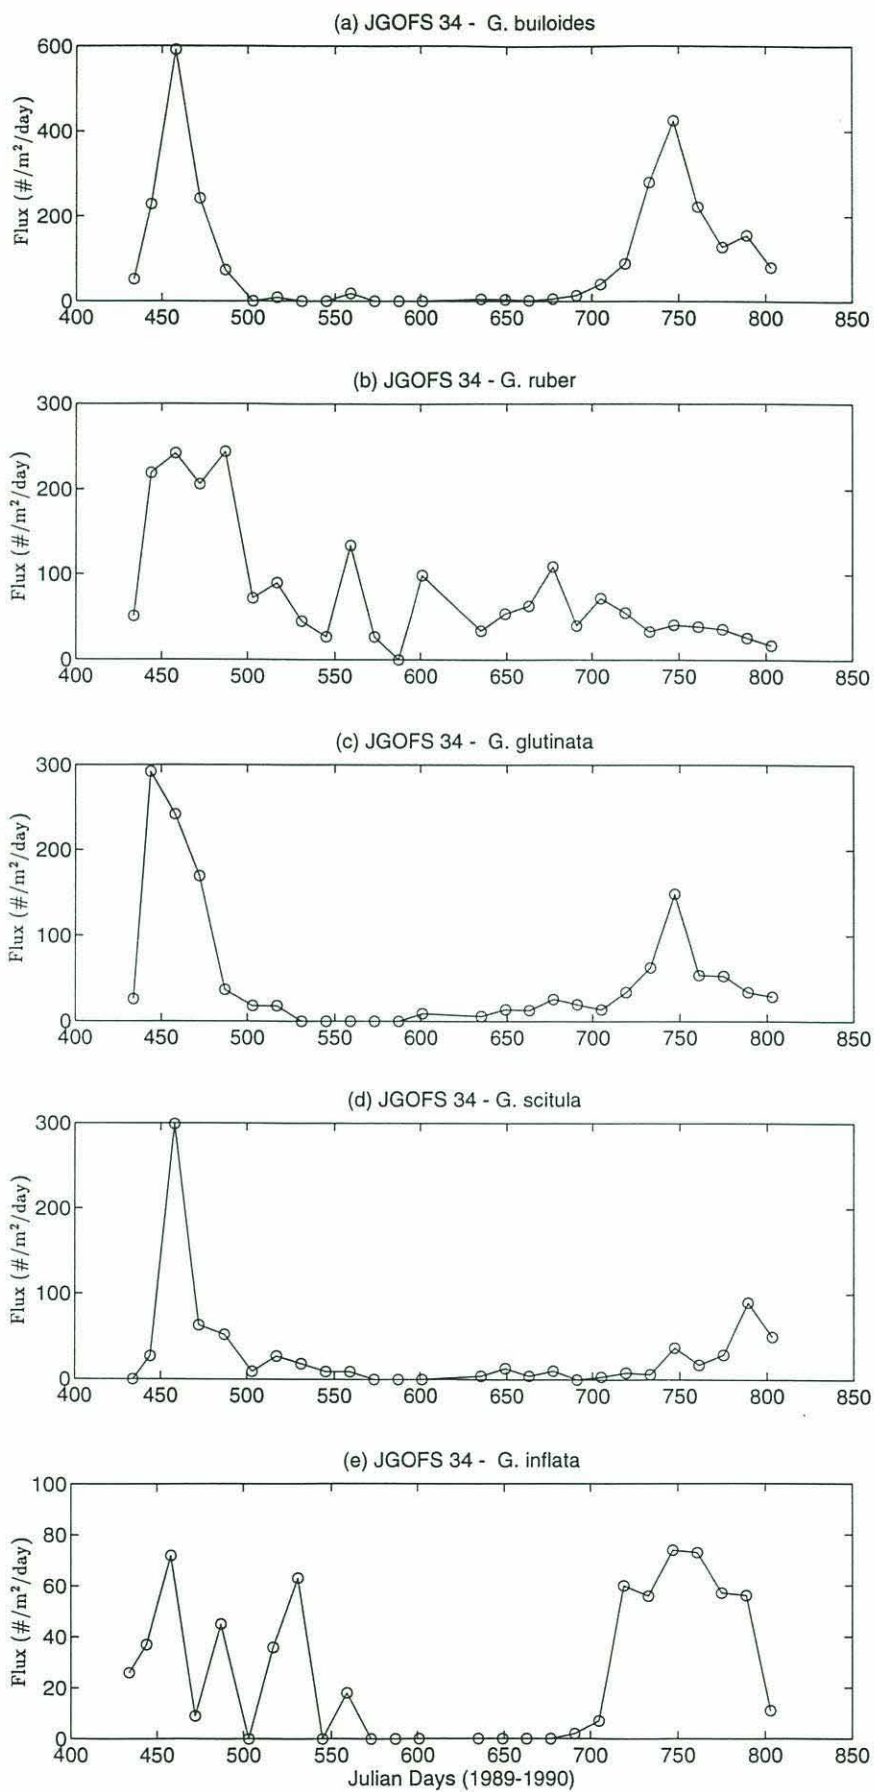 (a) JGOFS 34 - G. builoides
600
400
200
0
Flux (#/m²/day)
400 450 500 550 600 650 700 750 800 850
(b) JGOFS 34 - G. ruber
300
200
100
0
Flux (#/m²/day)
400 450 500 550 600 650 700 750 800 850
(c) JGOFS 34 - G. glutinata
300
200
100
0
Flux (#/m²/day)
400 450 500 550 600 650 700 750 800 850
(d) JGOFS 34 - G. scitula
300
200
100
0
Flux (#/m²/day)
400 450 500 550 600 650 700 750 800 850
(e) JGOFS 34 - G. inflata
100
80
60
40
20
0
Flux (#/m²/day)
400 450 500 550 600 650 700 750 800 850
Julian Days (1989-1990)